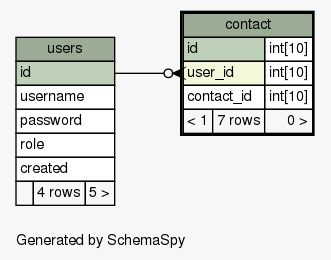 users
id
username
password
role
created
4 rows 5 >
contact
id int[10]
user_id int[10]
contact_id int[10]
< 1 7 rows 0 >
Generated by SchemaSpy